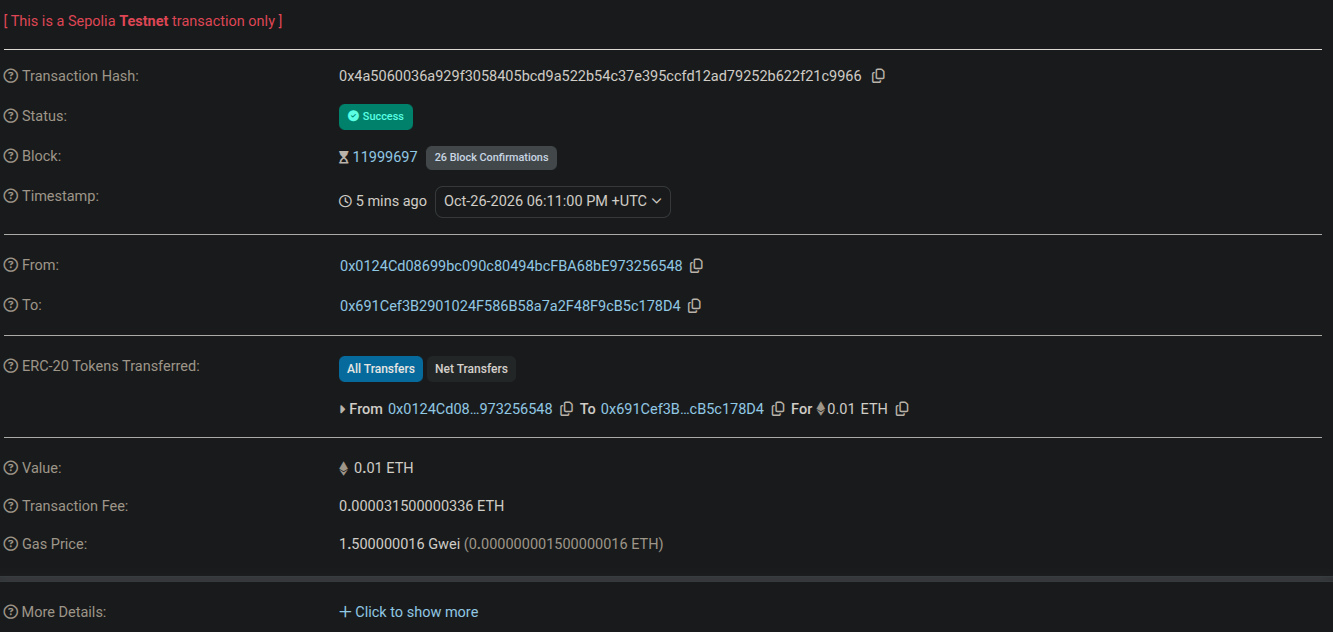 [ This is a Sepolia Testnet transaction only ]
Transaction Hash: 0x4a5060036a929f3058405bcd9a522b54c37e395ccfd12ad79252b622f21c9966
Status: Success
Block: 11999697 26 Block Confirmations
Timestamp: 5 mins ago Oct-26-2026 06:11:00 PM +UTC
From: 0x0124Cd08699bc090c80494bcFBA68bE973256548
To: 0x691Cef3B2901024F586B58a7a2F48F9cB5c178D4
ERC-20 Tokens Transferred: All Transfers Net Transfers
From 0x0124Cd08...973256548 To 0x691Cef3B...cB5c178D4 For 0.01 ETH
Value: 0.01 ETH
Transaction Fee: 0.000031500000336 ETH
Gas Price: 1.500000016 Gwei (0.000000001500000016 ETH)
More Details: + Click to show more